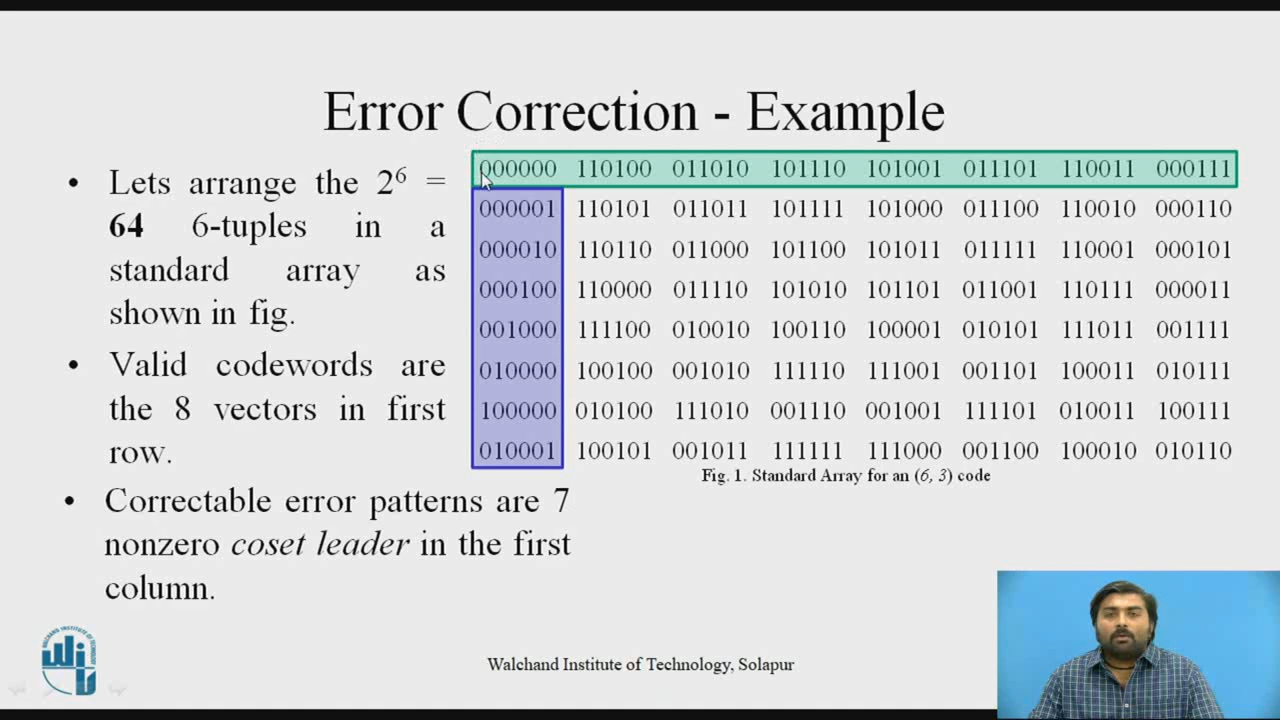 Error Correction - Example
• Lets arrange the 2⁶ =
64 6-tuples in a
standard array as
shown in fig.
• Valid codewords are
the 8 vectors in first
row.
• Correctable error patterns are 7
nonzero coset leader in the first
column.
000000 110100 011010 101110 101001 011101 110011 000111
000001 110101 011011 101111 101000 011100 110010 000110
000010 110110 011000 101100 101011 011111 110001 000101
000100 110000 011110 101010 101101 011001 110111 000011
001000 111100 010010 100110 100001 010101 111011 001111
010000 100100 001010 111110 111001 001101 100011 010111
100000 010100 111010 001110 001001 111101 010011 100111
010001 100101 001011 111111 111000 001100 100010 010110
Fig. 1. Standard Array for an (6, 3) code
WALCHAND INSTITUTE OF TECHNOLOGY
WiT
Walchand Institute of Technology, Solapur